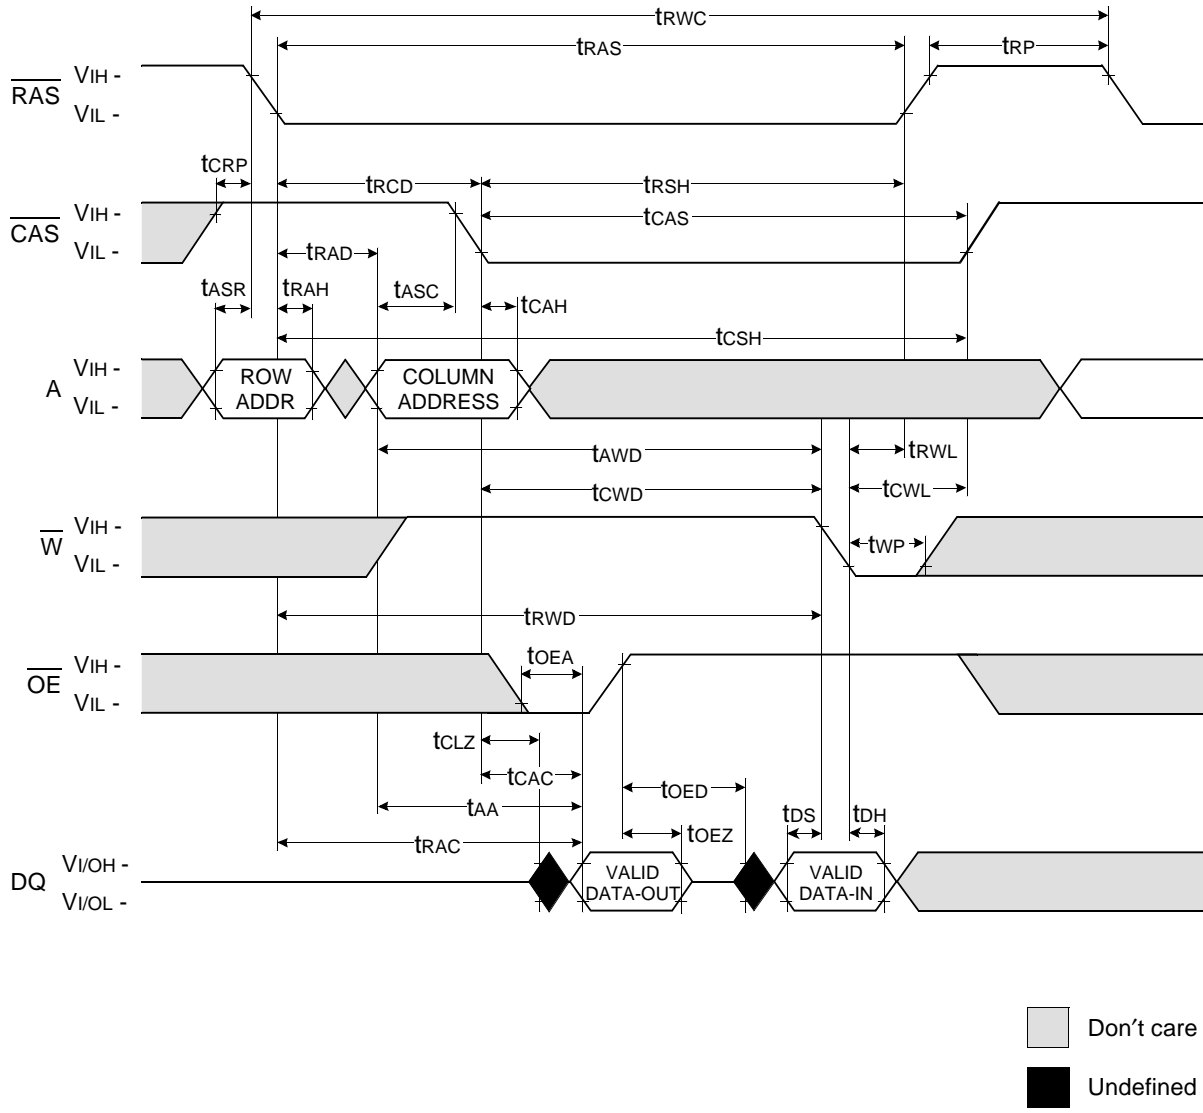 tRWC
tRAS
tRP
RAS
VIH -
VIL -
tCRP
tRCD
tRSH
CAS
VIH -
VIL -
tCAS
tRAD
tASR
tRAH
tASC
tCAH
tCSH
A
VIH -
VIL -
ROW
ADDR
COLUMN
ADDRESS
tAWD
tRWL
tCWD
tCWL
W
VIH -
VIL -
tWP
tRWD
OE
VIH -
VIL -
tOEA
tCLZ
tCAC
tOED
tAA
tOEZ
tDS
tDH
tRAC
DQ
VI/OH -
VI/OL -
VALID
DATA-OUT
VALID
DATA-IN
Don′t care
Undefined